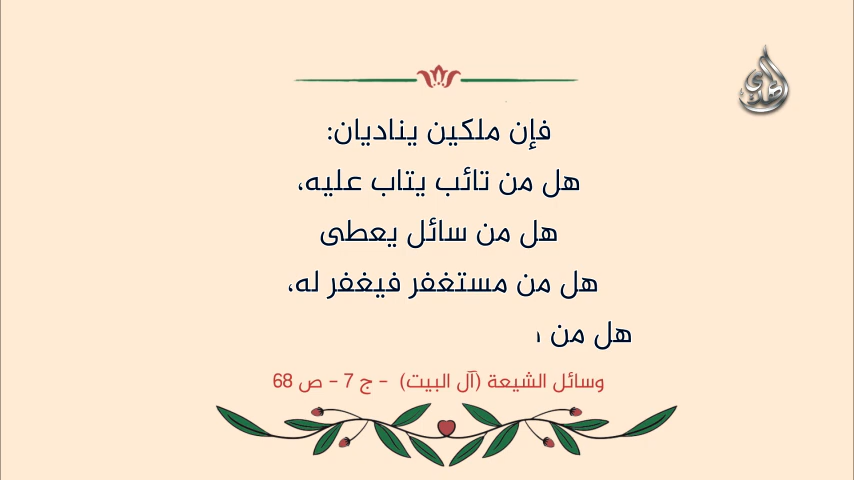 فإن ملكين يناديان:
هل من تائب يتاب عليه،
هل من سائل يعطى
هل من مستغفر فيغفر له،
هل من
وسائل الشيعة (آل البيت) - ج 7 - ص 68